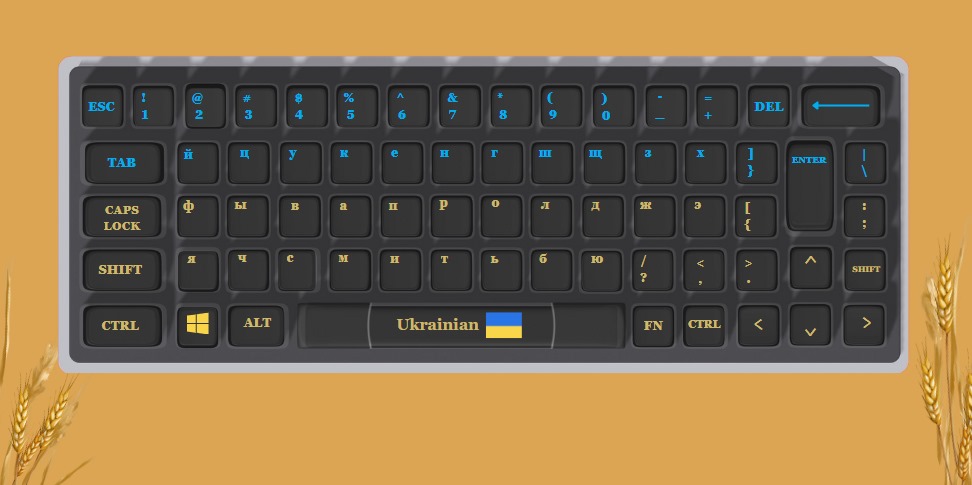 ESC ! @ # $ % ^ & * ( ) - = DEL ←
1 2 3 4 5 6 7 8 9 0 _ +
TAB й ц у к е н г ш щ з х ] ENTER |
} \
CAPS ф ы в а п р о л д ж э [ :
LOCK { ;
SHIFT я ч с м и т ь б ю / < > ^ SHIFT
? , .
CTRL ALT Ukrainian FN CTRL < ⌵ >